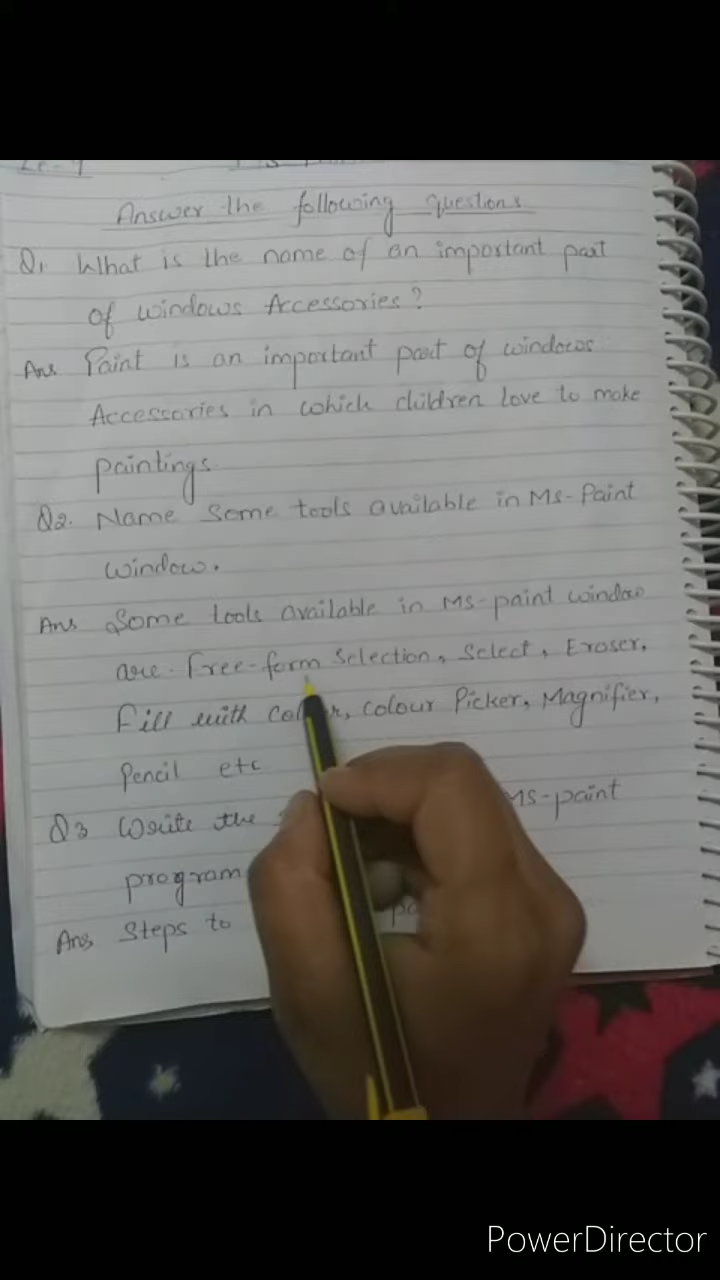 Answer the following questions
Q1 What is the name of an important part
of windows Accessories?
Ans Paint is an important part of windows
Accessories in which children love to make
paintings.
Q2. Name Some tools available in Ms-Paint
window.
Ans Some tools available in Ms-paint window
are. Free-form Selection, Select, Eraser,
Fill with colour, Colour Picker, Magnifier,
Pencil etc
Q3 Write the Ms-paint
program
Ans Steps to
PowerDirector